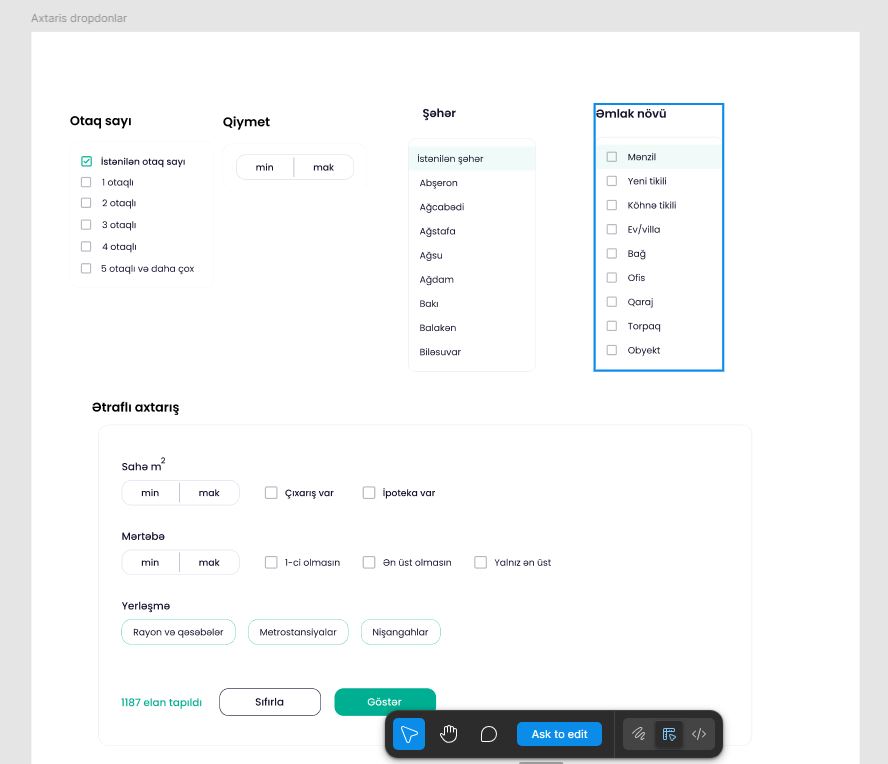 Axtaris dropdonlar
Otaq sayı
İstənilən otaq sayı
1 otaqlı
2 otaqlı
3 otaqlı
4 otaqlı
5 otaqlı və daha çox
Qiymet
min mak
Şəhər
İstənilən şəhər
Abşeron
Ağcabədi
Ağstafa
Ağsu
Ağdam
Bakı
Balakən
Biləsuvar
Əmlak növü
Mənzil
Yeni tikili
Köhnə tikili
Ev/villa
Bağ
Ofis
Qaraj
Torpaq
Obyekt
Ətraflı axtarış
Sahə m²
min mak Çıxarış var İpoteka var
Mərtəbə
min mak 1-ci olmasın Ən üst olmasın Yalnız ən üst
Yerləşmə
Rayon və qəsəbələr Metrostansiyalar Nişangahlar
1187 elan tapıldı Sıfırla Göstər
Ask to edit